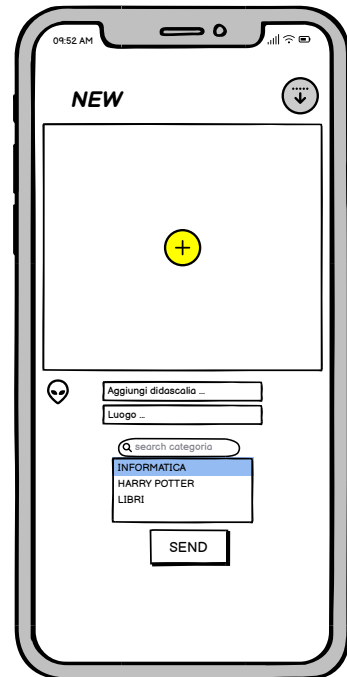 09:52 AM
NEW
Aggiungi didascalia ...
Luogo ...
search categoria
INFORMATICA
HARRY POTTER
LIBRI
SEND